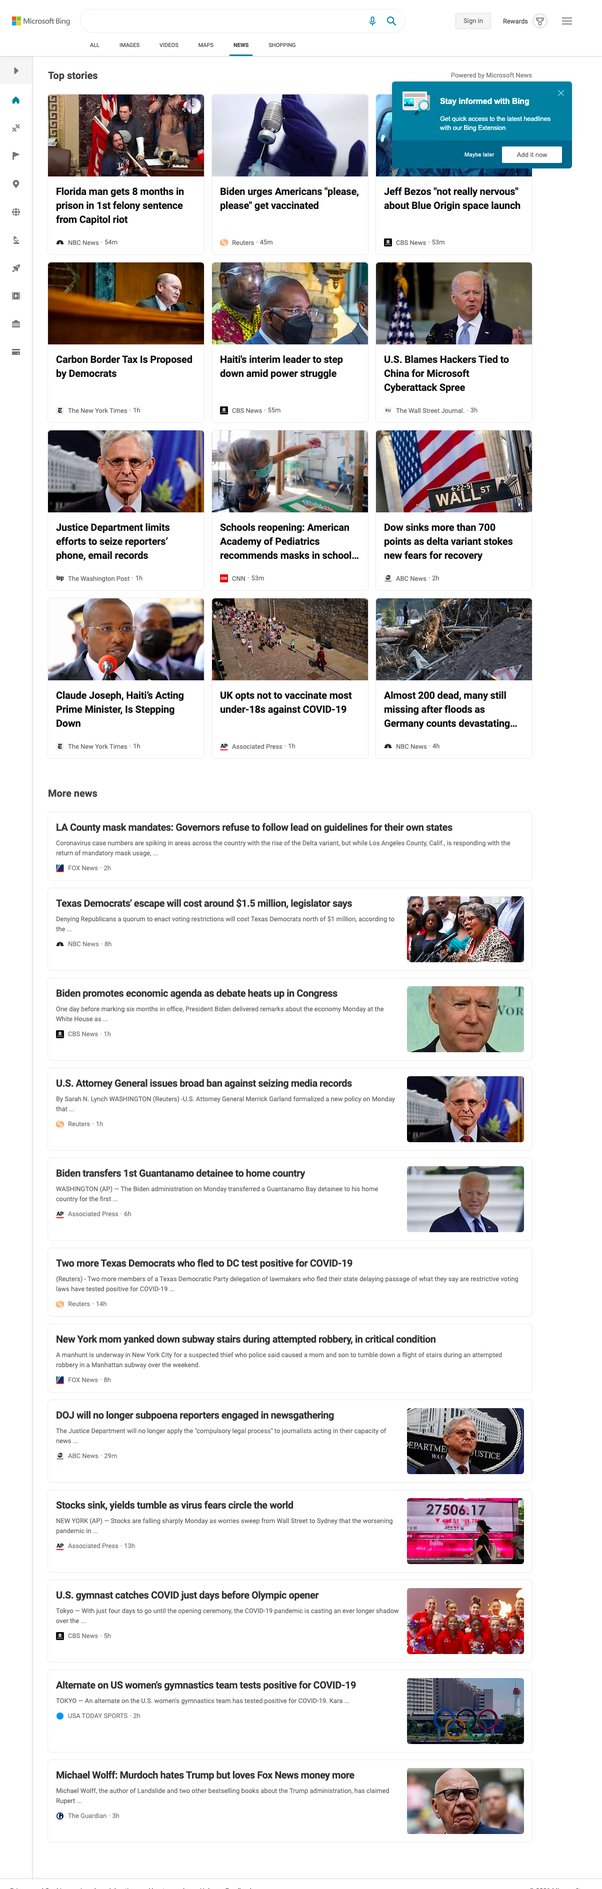 Microsoft Bing
Sign in
Rewards
ALL
IMAGES
VIDEOS
MAPS
NEWS
SHOPPING
Top stories
Powered by Microsoft News
Stay informed with Bing
Get quick access to the latest headlines
with our Bing Extension
Maybe later
Add it now
Florida man gets 8 months in
prison in 1st felony sentence
from Capitol riot
NBC News · 54m
Biden urges Americans "please,
please" get vaccinated
Reuters · 45m
Jeff Bezos "not really nervous"
about Blue Origin space launch
CBS News · 53m
Carbon Border Tax Is Proposed
by Democrats
The New York Times · 1h
Haiti's interim leader to step
down amid power struggle
CBS News · 55m
U.S. Blames Hackers Tied to
China for Microsoft
Cyberattack Spree
The Wall Street Journal. · 3h
Justice Department limits
efforts to seize reporters'
phone, email records
The Washington Post · 1h
Schools reopening: American
Academy of Pediatrics
recommends masks in school...
CNN · 53m
WALL ST
Dow sinks more than 700
points as delta variant stokes
new fears for recovery
ABC News · 2h
Claude Joseph, Haiti's Acting
Prime Minister, Is Stepping
Down
The New York Times · 1h
UK opts not to vaccinate most
under-18s against COVID-19
AP Associated Press · 1h
Almost 200 dead, many still
missing after floods as
Germany counts devastating...
NBC News · 4h
More news
LA County mask mandates: Governors refuse to follow lead on guidelines for their own states
Coronavirus case numbers are spiking in areas across the country with the rise of the Delta variant, but while Los Angeles County, Calif., is responding with the
return of mandatory mask usage, ...
FOX News · 2h
Texas Democrats' escape will cost around $1.5 million, legislator says
Denying Republicans a quorum to enact voting restrictions will cost Texas Democrats north of $1 million, according to
the ...
NBC News · 8h
Biden promotes economic agenda as debate heats up in Congress
One day before marking six months in office, President Biden delivered remarks about the economy Monday at the
White House as ...
CBS News · 1h
U.S. Attorney General issues broad ban against seizing media records
By Sarah N. Lynch WASHINGTON (Reuters) -U.S. Attorney General Merrick Garland formalized a new policy on Monday
that ...
Reuters · 1h
Biden transfers 1st Guantanamo detainee to home country
WASHINGTON (AP) — The Biden administration on Monday transferred a Guantanamo Bay detainee to his home
country for the first ...
AP Associated Press · 6h
Two more Texas Democrats who fled to DC test positive for COVID-19
(Reuters) - Two more members of a Texas Democratic Party delegation of lawmakers who fled their state delaying passage of what they say are restrictive voting
laws have tested positive for COVID-19 ...
Reuters · 14h
New York mom yanked down subway stairs during attempted robbery, in critical condition
A manhunt is underway in New York City for a suspected thief who police said caused a mom and son to tumble down a flight of stairs during an attempted
robbery in a Manhattan subway over the weekend.
FOX News · 8h
DOJ will no longer subpoena reporters engaged in newsgathering
The Justice Department will no longer apply the "compulsory legal process" to journalists acting in their capacity of
news ...
ABC News · 29m
Stocks sink, yields tumble as virus fears circle the world
NEW YORK (AP) — Stocks are falling sharply Monday as worries sweep from Wall Street to Sydney that the worsening
pandemic in ...
AP Associated Press · 13h
27506.17
U.S. gymnast catches COVID just days before Olympic opener
Tokyo — With just four days to go until the opening ceremony, the COVID-19 pandemic is casting an ever longer shadow
over the ...
CBS News · 5h
Alternate on US women's gymnastics team tests positive for COVID-19
TOKYO — An alternate on the U.S. women's gymnastics team has tested positive for COVID-19. Kara ...
USA TODAY SPORTS · 2h
Michael Wolff: Murdoch hates Trump but loves Fox News money more
Michael Wolff, the author of Landslide and two other bestselling books about the Trump administration, has claimed
Rupert ...
The Guardian · 3h